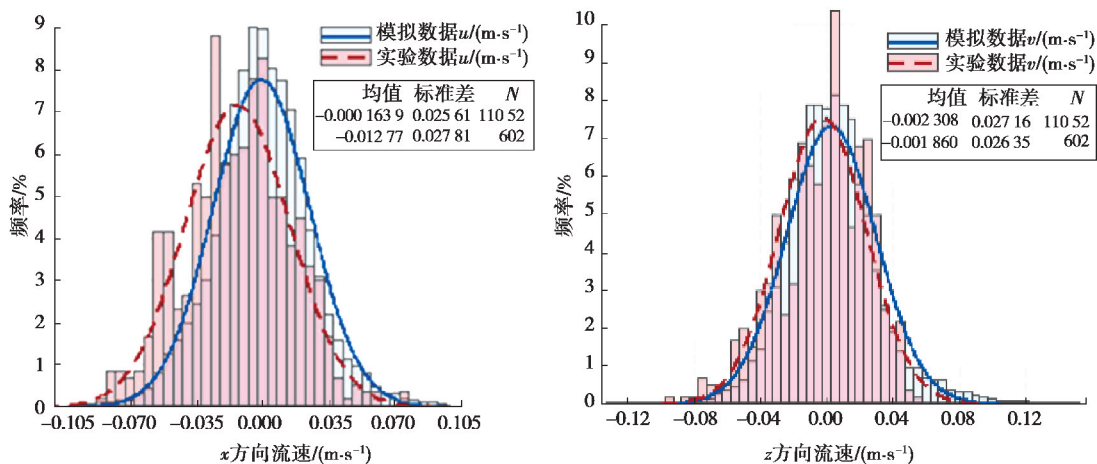 9
8
7
6
5
4
3
2
1
0
频率/%
模拟数据u/(m·s⁻¹)
实验数据u/(m·s⁻¹)
均值 标准差 N
-0.000 163 9 0.025 61 110 52
-0.012 77 0.027 81 602
-0.105 -0.070 -0.035 0.000 0.035 0.070 0.105
x方向流速/(m·s⁻¹)
10
9
8
7
6
5
4
3
2
1
0
频率/%
模拟数据v/(m·s⁻¹)
实验数据v/(m·s⁻¹)
均值 标准差 N
-0.002 308 0.027 16 110 52
-0.001 860 0.026 35 602
-0.12 -0.08 -0.04 0.00 0.04 0.08 0.12
z方向流速/(m·s⁻¹)